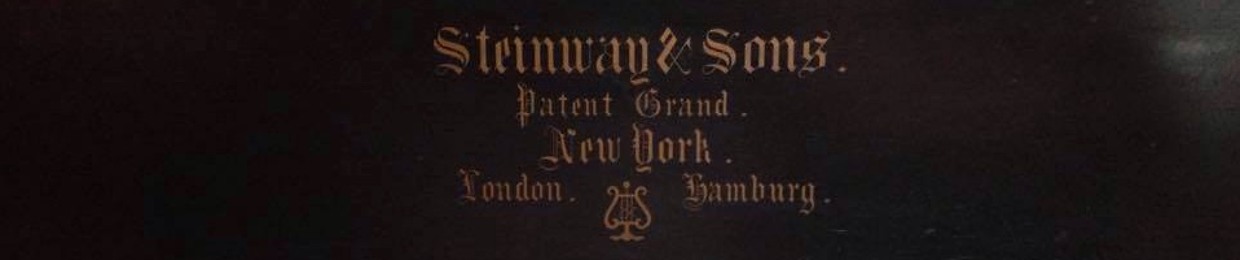 Steinway & Sons.
Patent Grand.
New York.
London. Hamburg.